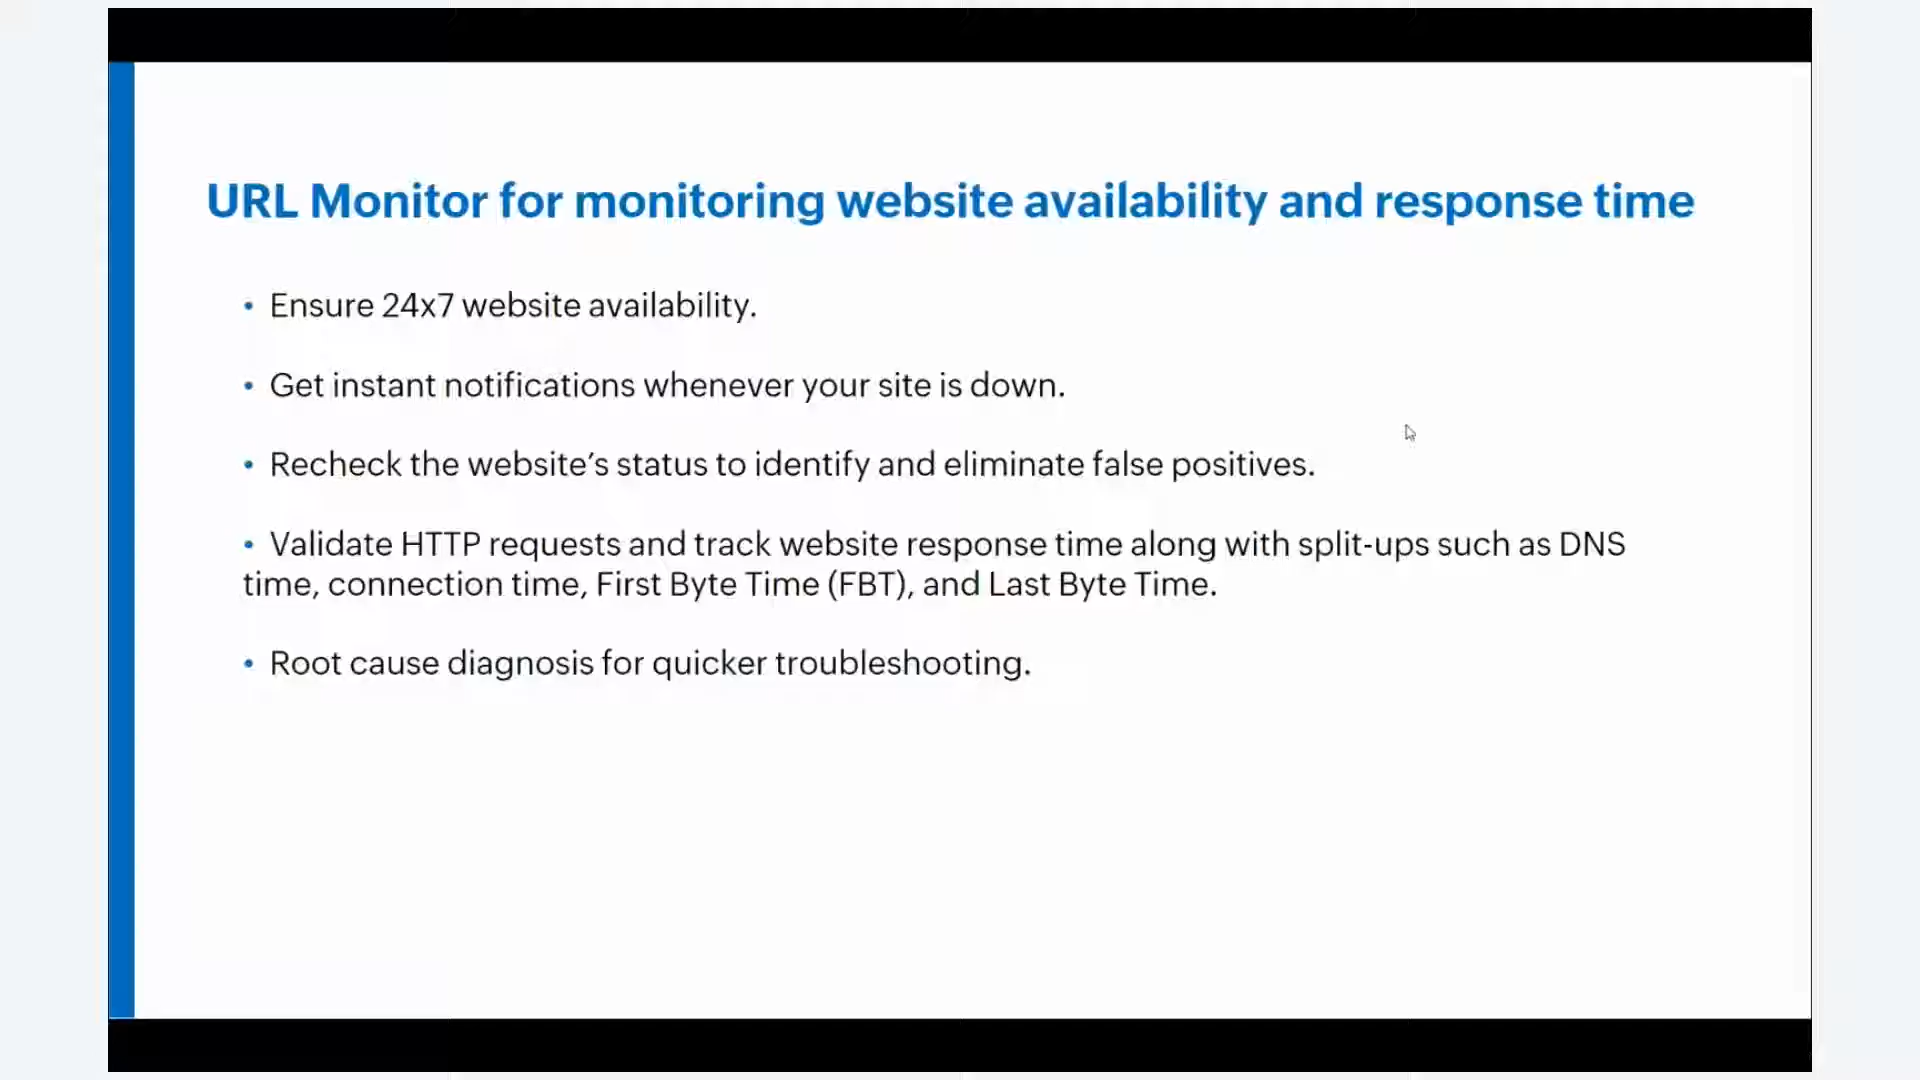 URL Monitor for monitoring website availability and response time
• Ensure 24x7 website availability.
• Get instant notifications whenever your site is down.
• Recheck the website’s status to identify and eliminate false positives.
• Validate HTTP requests and track website response time along with split-ups such as DNS
time, connection time, First Byte Time (FBT), and Last Byte Time.
• Root cause diagnosis for quicker troubleshooting.